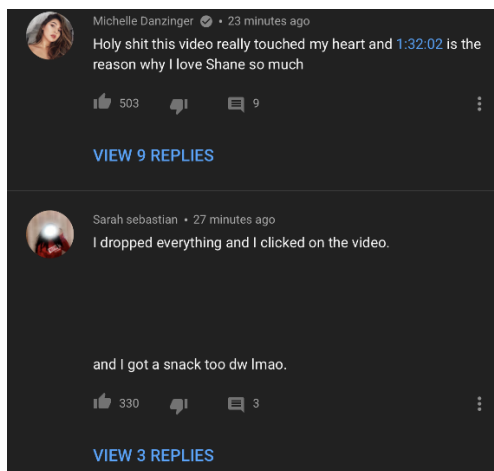 Michelle Danzinger • 23 minutes ago
Holy shit this video really touched my heart and 1:32:02 is the
reason why I love Shane so much
503 9
VIEW 9 REPLIES
Sarah sebastian • 27 minutes ago
I dropped everything and I clicked on the video.
and I got a snack too dw lmao.
330 3
VIEW 3 REPLIES